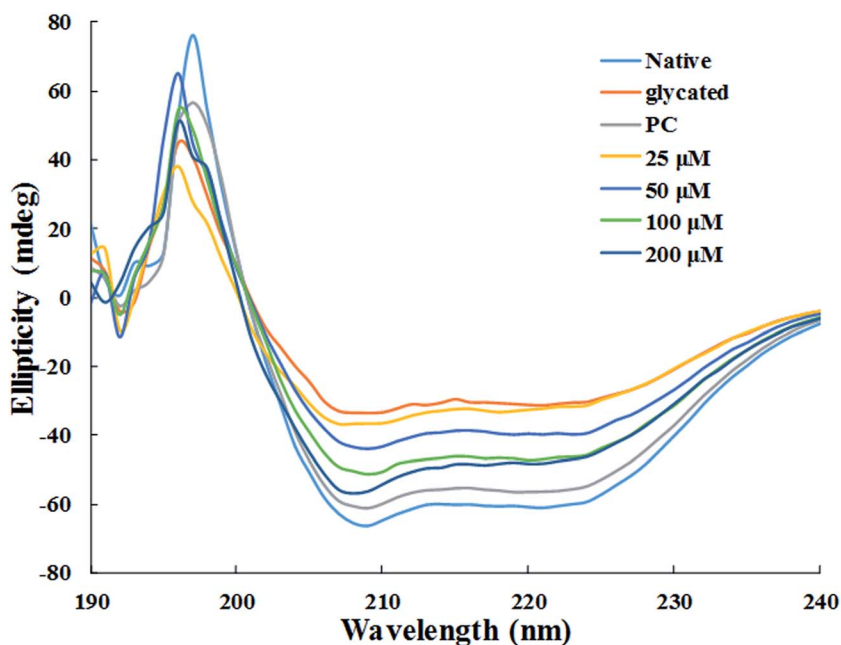 80
60
40
20
0
-20
-40
-60
-80
Ellipticity (mdeg)
Native
glycated
PC
25 µM
50 µM
100 µM
200 µM
190
200
210
220
230
240
Wavelength (nm)